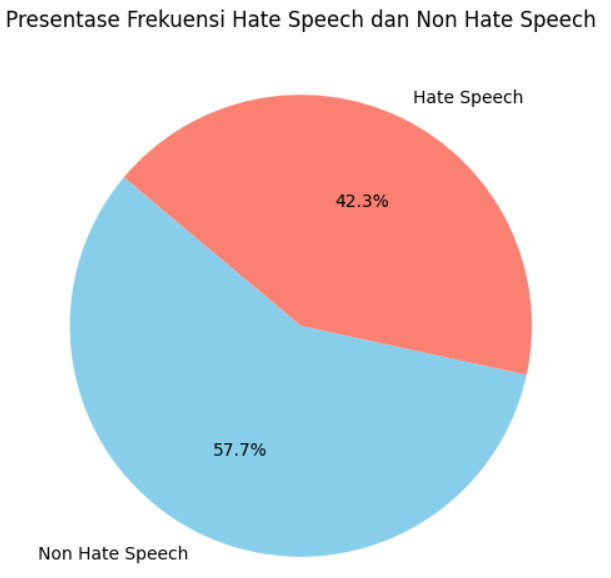 Presentase Frekuensi Hate Speech dan Non Hate Speech
Hate Speech
42.3%
57.7%
Non Hate Speech